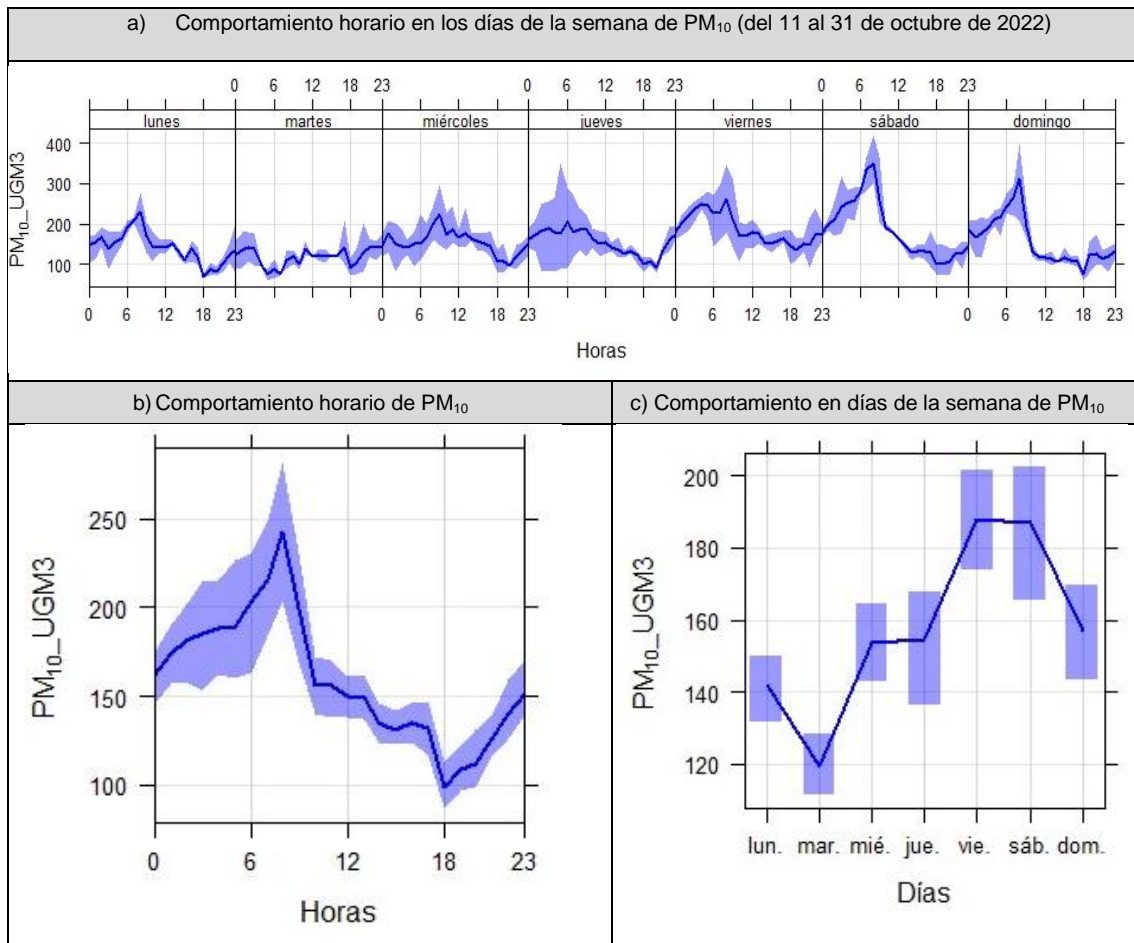 a) Comportamiento horario en los días de la semana de PM₁₀ (del 11 al 31 de octubre de 2022)
0 6 12 18 23 0 6 12 18 23 0 6 12 18 23
lunes martes miércoles jueves viernes sábado domingo
400
300
200
100
PM₁₀_UGM3
0 6 12 18 23 0 6 12 18 23 0 6 12 18 23 0 6 12 18 23
Horas
b) Comportamiento horario de PM₁₀
250
200
150
100
PM₁₀_UGM3
0 6 12 18 23
Horas
c) Comportamiento en días de la semana de PM₁₀
200
180
160
140
120
PM₁₀_UGM3
lun. mar. mié. jue. vie. sáb. dom.
Días